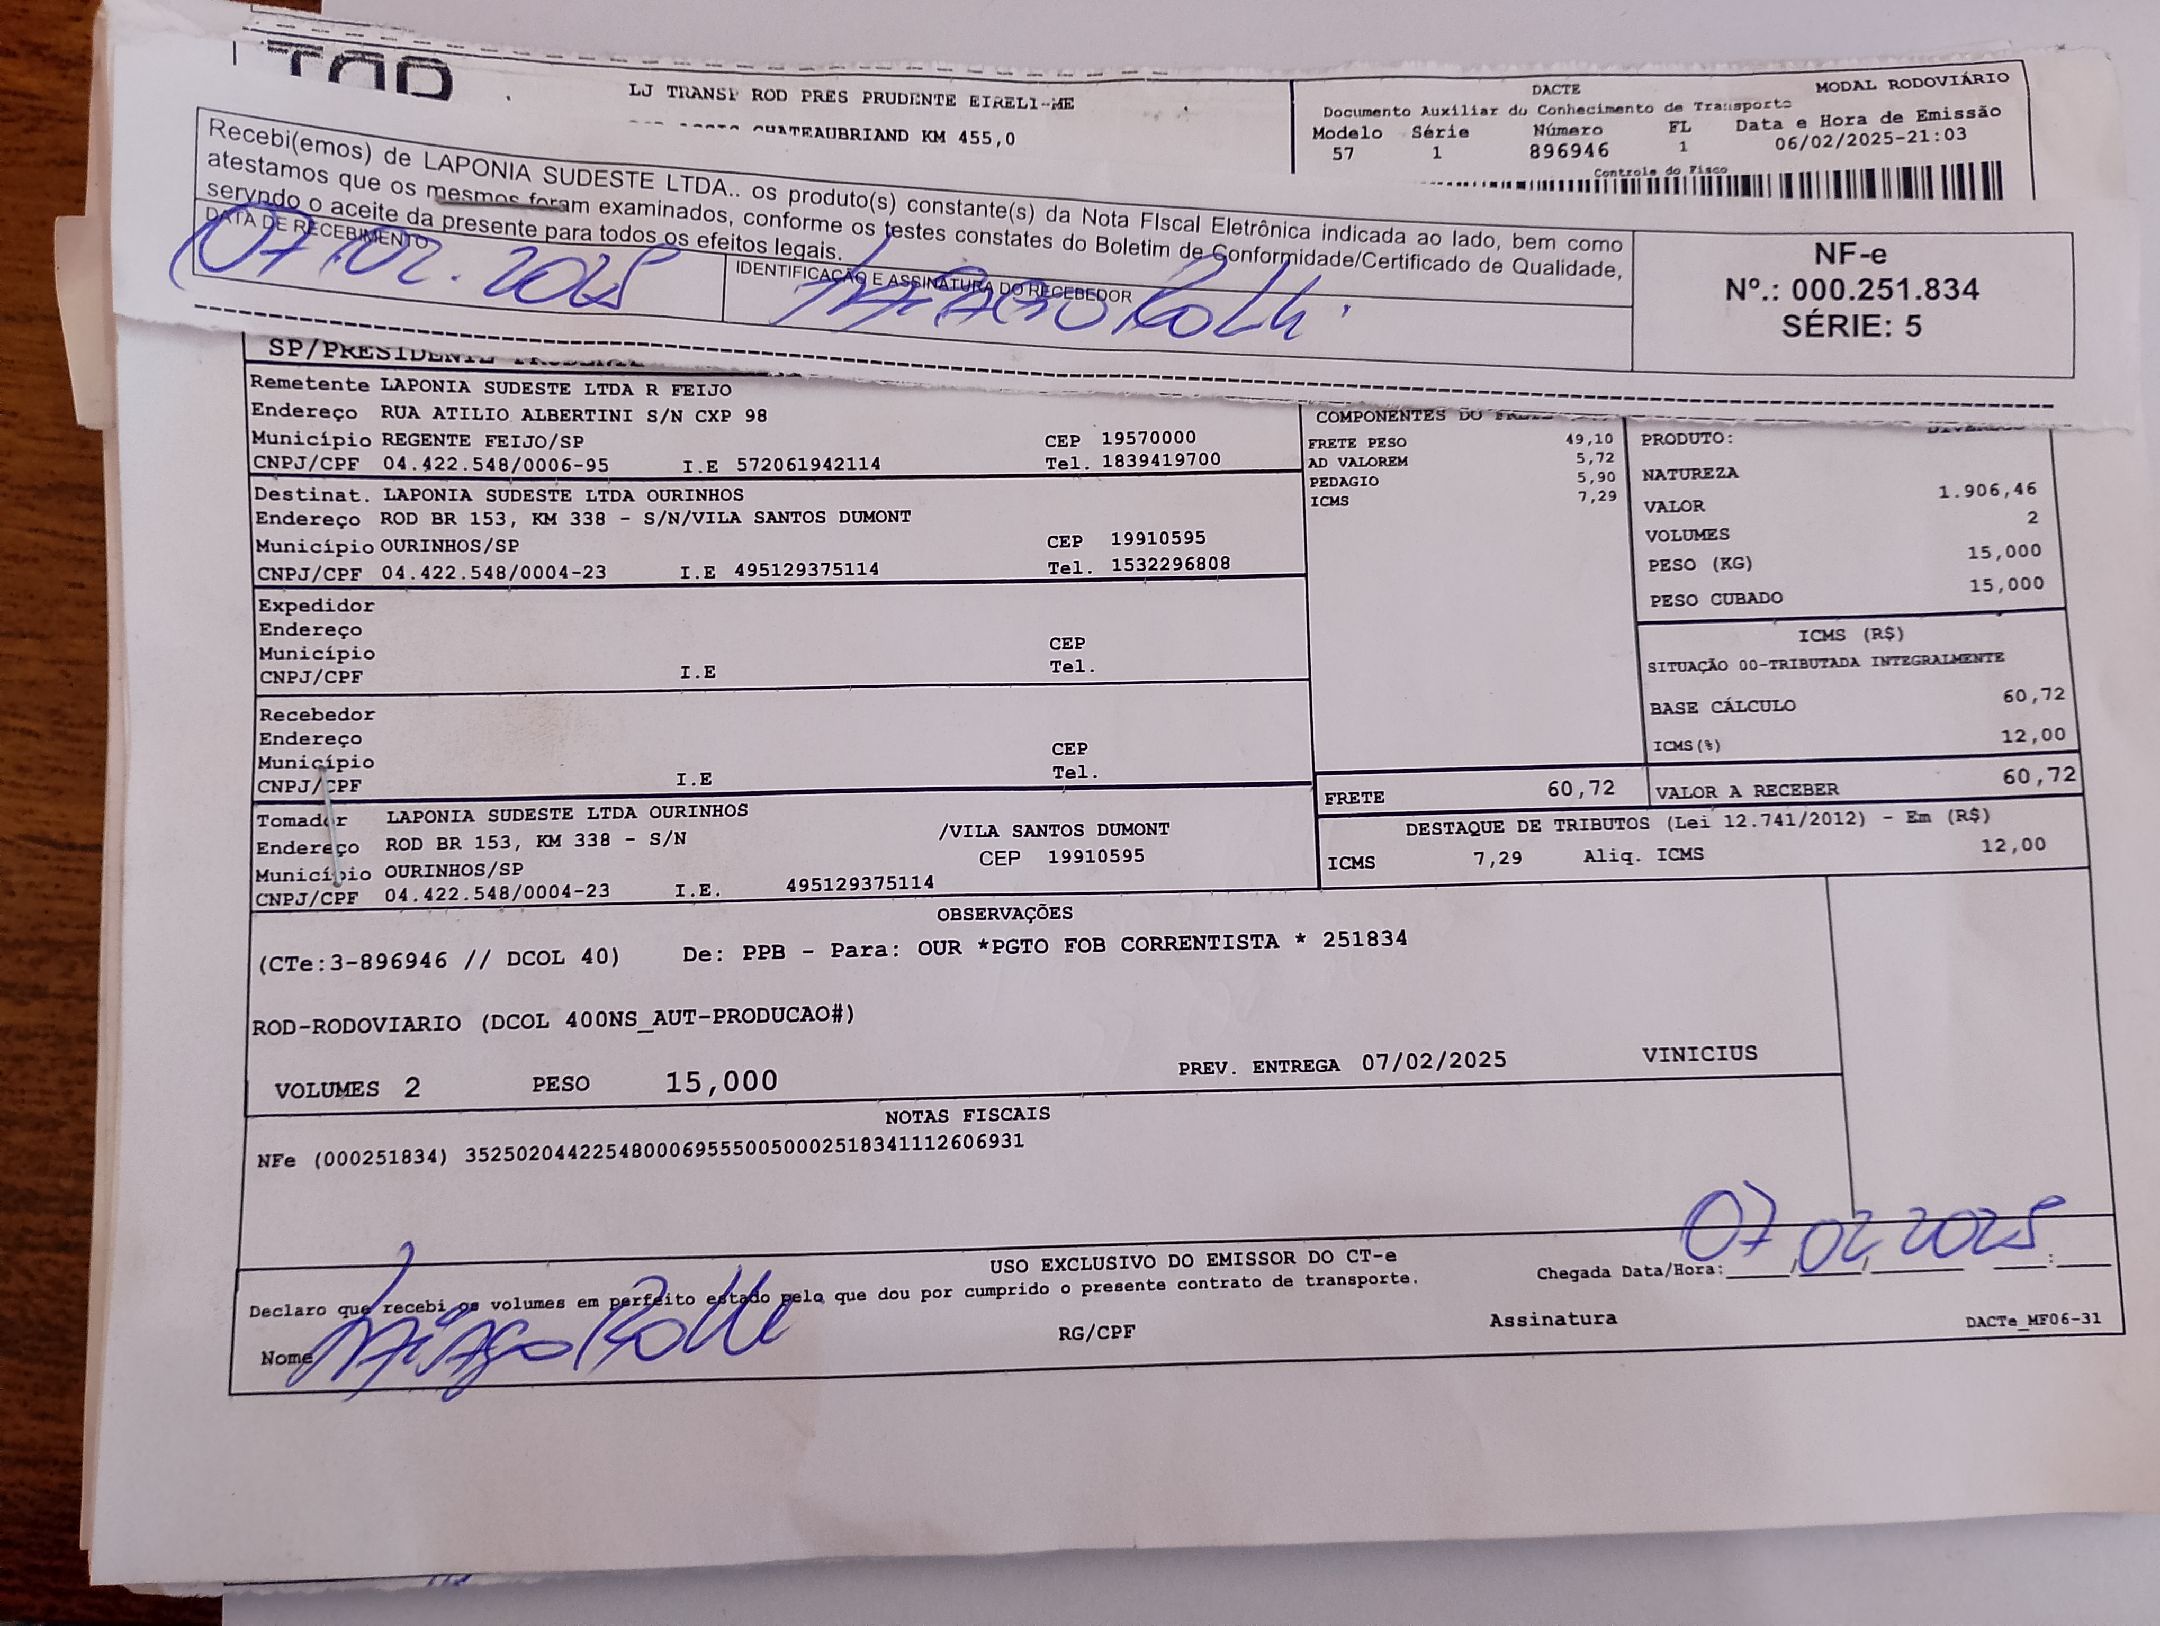 LJ TRANSP ROD PRES PRUDENTE EIRELI-ME
CHATEAUBRIAND KM 455,0
DACTE
MODAL RODOVIÁRIO
Documento Auxiliar do Conhecimento de Transporte
Modelo Série Número FL Data e Hora de Emissão
57 1 896946 1 06/02/2025-21:03
Controle do Fisco
Recebi(emos) de LAPONIA SUDESTE LTDA.. os produto(s) constante(s) da Nota FIscal Eletrônica indicada ao lado, bem como
atestamos que os mesmos foram examinados, conforme os testes constates do Boletim de Conformidade/Certificado de Qualidade,
servndo o aceite da presente para todos os efeitos legais.
DATA DE RECEBIMENTO
07.02.2025
IDENTIFICAÇÃO E ASSINATURA DO RECEBEDOR
NF-e
Nº.: 000.251.834
SÉRIE: 5
SP/PRESIDENTE
Remetente LAPONIA SUDESTE LTDA R FEIJO
Endereço RUA ATILIO ALBERTINI S/N CXP 98
Município REGENTE FEIJO/SP CEP 19570000
CNPJ/CPF 04.422.548/0006-95 I.E 572061942114 Tel. 1839419700
Destinat. LAPONIA SUDESTE LTDA OURINHOS
Endereço ROD BR 153, KM 338 - S/N/VILA SANTOS DUMONT
Município OURINHOS/SP CEP 19910595
CNPJ/CPF 04.422.548/0004-23 I.E 495129375114 Tel. 1532296808
Expedidor
Endereço
Município CEP
CNPJ/CPF I.E Tel.
Recebedor
Endereço
Município CEP
CNPJ/CPF I.E Tel.
Tomador LAPONIA SUDESTE LTDA OURINHOS
Endereço ROD BR 153, KM 338 - S/N /VILA SANTOS DUMONT
Município OURINHOS/SP CEP 19910595
CNPJ/CPF 04.422.548/0004-23 I.E. 495129375114
COMPONENTES DO
FRETE PESO 49,10
AD VALOREM 5,72
PEDAGIO 5,90
ICMS 7,29
PRODUTO: DIVERSOS
NATUREZA
VALOR 1.906,46
VOLUMES 2
PESO (KG) 15,000
PESO CUBADO 15,000
ICMS (R$)
SITUAÇÃO 00-TRIBUTADA INTEGRALMENTE
BASE CÁLCULO 60,72
ICMS(%) 12,00
FRETE 60,72 VALOR A RECEBER 60,72
DESTAQUE DE TRIBUTOS (Lei 12.741/2012) - Em (R$)
ICMS 7,29 Aliq. ICMS 12,00
OBSERVAÇÕES
(CTe:3-896946 // DCOL 40) De: PPB - Para: OUR *PGTO FOB CORRENTISTA * 251834
ROD-RODOVIARIO (DCOL 400NS_AUT-PRODUCAO#)
VOLUMES 2 PESO 15,000 PREV. ENTREGA 07/02/2025 VINICIUS
NOTAS FISCAIS
NFe (000251834) 35250204422548000695550050002518341112606931
USO EXCLUSIVO DO EMISSOR DO CT-e
Declaro que recebi os volumes em perfeito estado pelo que dou por cumprido o presente contrato de transporte.
Chegada Data/Hora: 07 02 2025
Nome RG/CPF Assinatura
DACTe_MF06-31